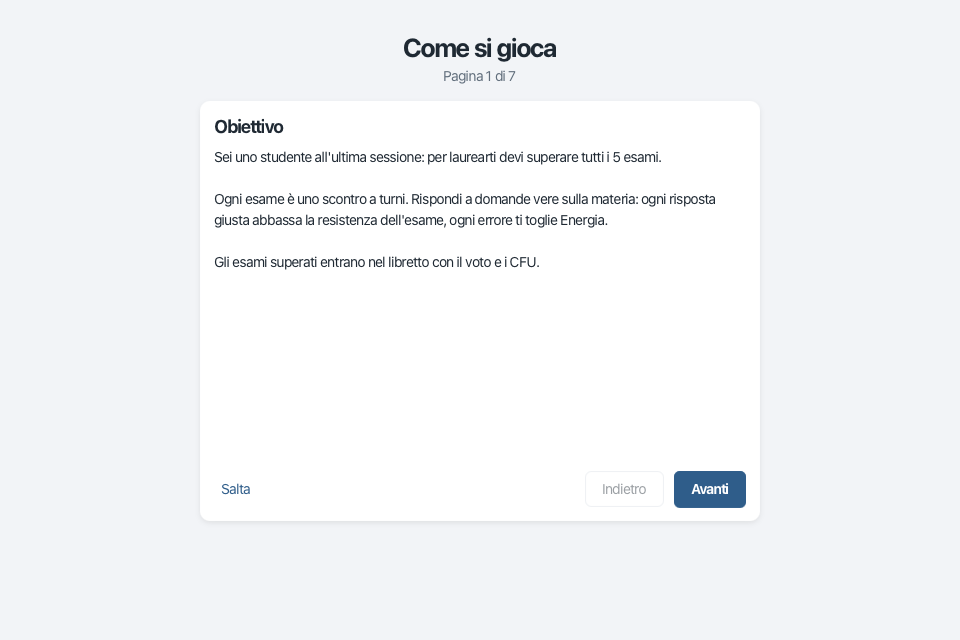 Come si gioca
Pagina 1 di 7
Obiettivo
Sei uno studente all'ultima sessione: per laurearti devi superare tutti i 5 esami.
Ogni esame è uno scontro a turni. Rispondi a domande vere sulla materia: ogni risposta
giusta abbassa la resistenza dell'esame, ogni errore ti toglie Energia.
Gli esami superati entrano nel libretto con il voto e i CFU.
Salta
Indietro
Avanti